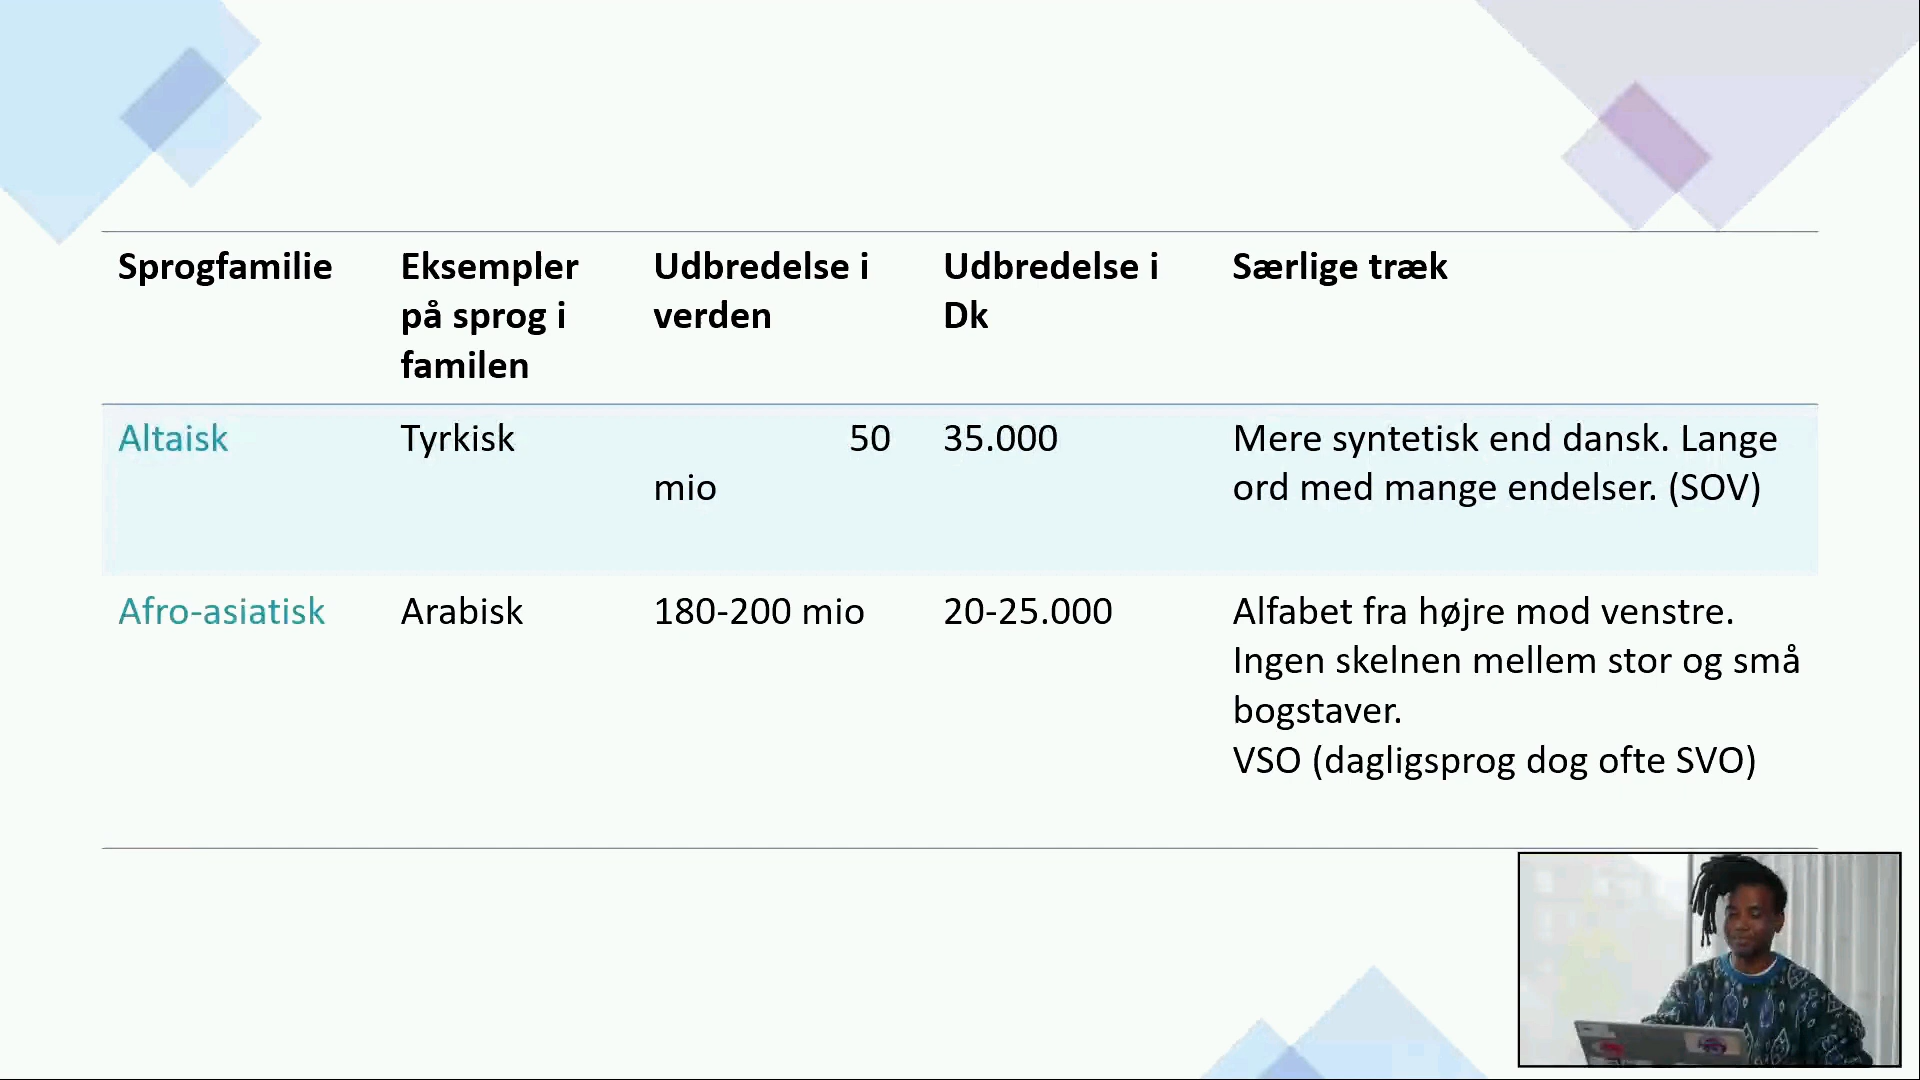 Sprogfamilie
Eksempler
på sprog i
familen
Udbredelse i
verden
Udbredelse i
Dk
Særlige træk
Altaisk
Tyrkisk
50
mio
35.000
Mere syntetisk end dansk. Lange
ord med mange endelser. (SOV)
Afro-asiatisk
Arabisk
180-200 mio
20-25.000
Alfabet fra højre mod venstre.
Ingen skelnen mellem stor og små
bogstaver.
VSO (dagligsprog dog ofte SVO)